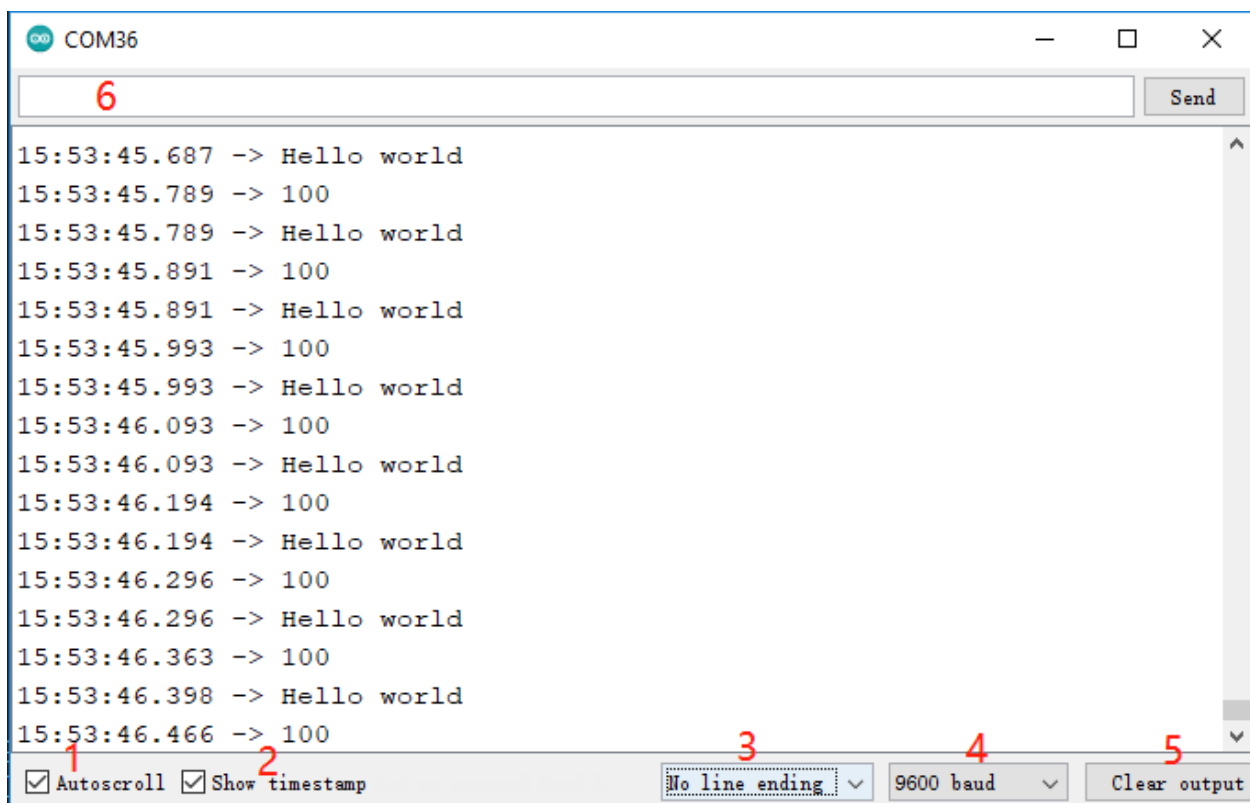 COM36
6
Send
15:53:45.687 -> Hello world
15:53:45.789 -> 100
15:53:45.789 -> Hello world
15:53:45.891 -> 100
15:53:45.891 -> Hello world
15:53:45.993 -> 100
15:53:45.993 -> Hello world
15:53:46.093 -> 100
15:53:46.093 -> Hello world
15:53:46.194 -> 100
15:53:46.194 -> Hello world
15:53:46.296 -> 100
15:53:46.296 -> Hello world
15:53:46.363 -> 100
15:53:46.398 -> Hello world
15:53:46.466 -> 100
1 2 3 4 5
Autoscroll Show timestamp No line ending 9600 baud Clear output